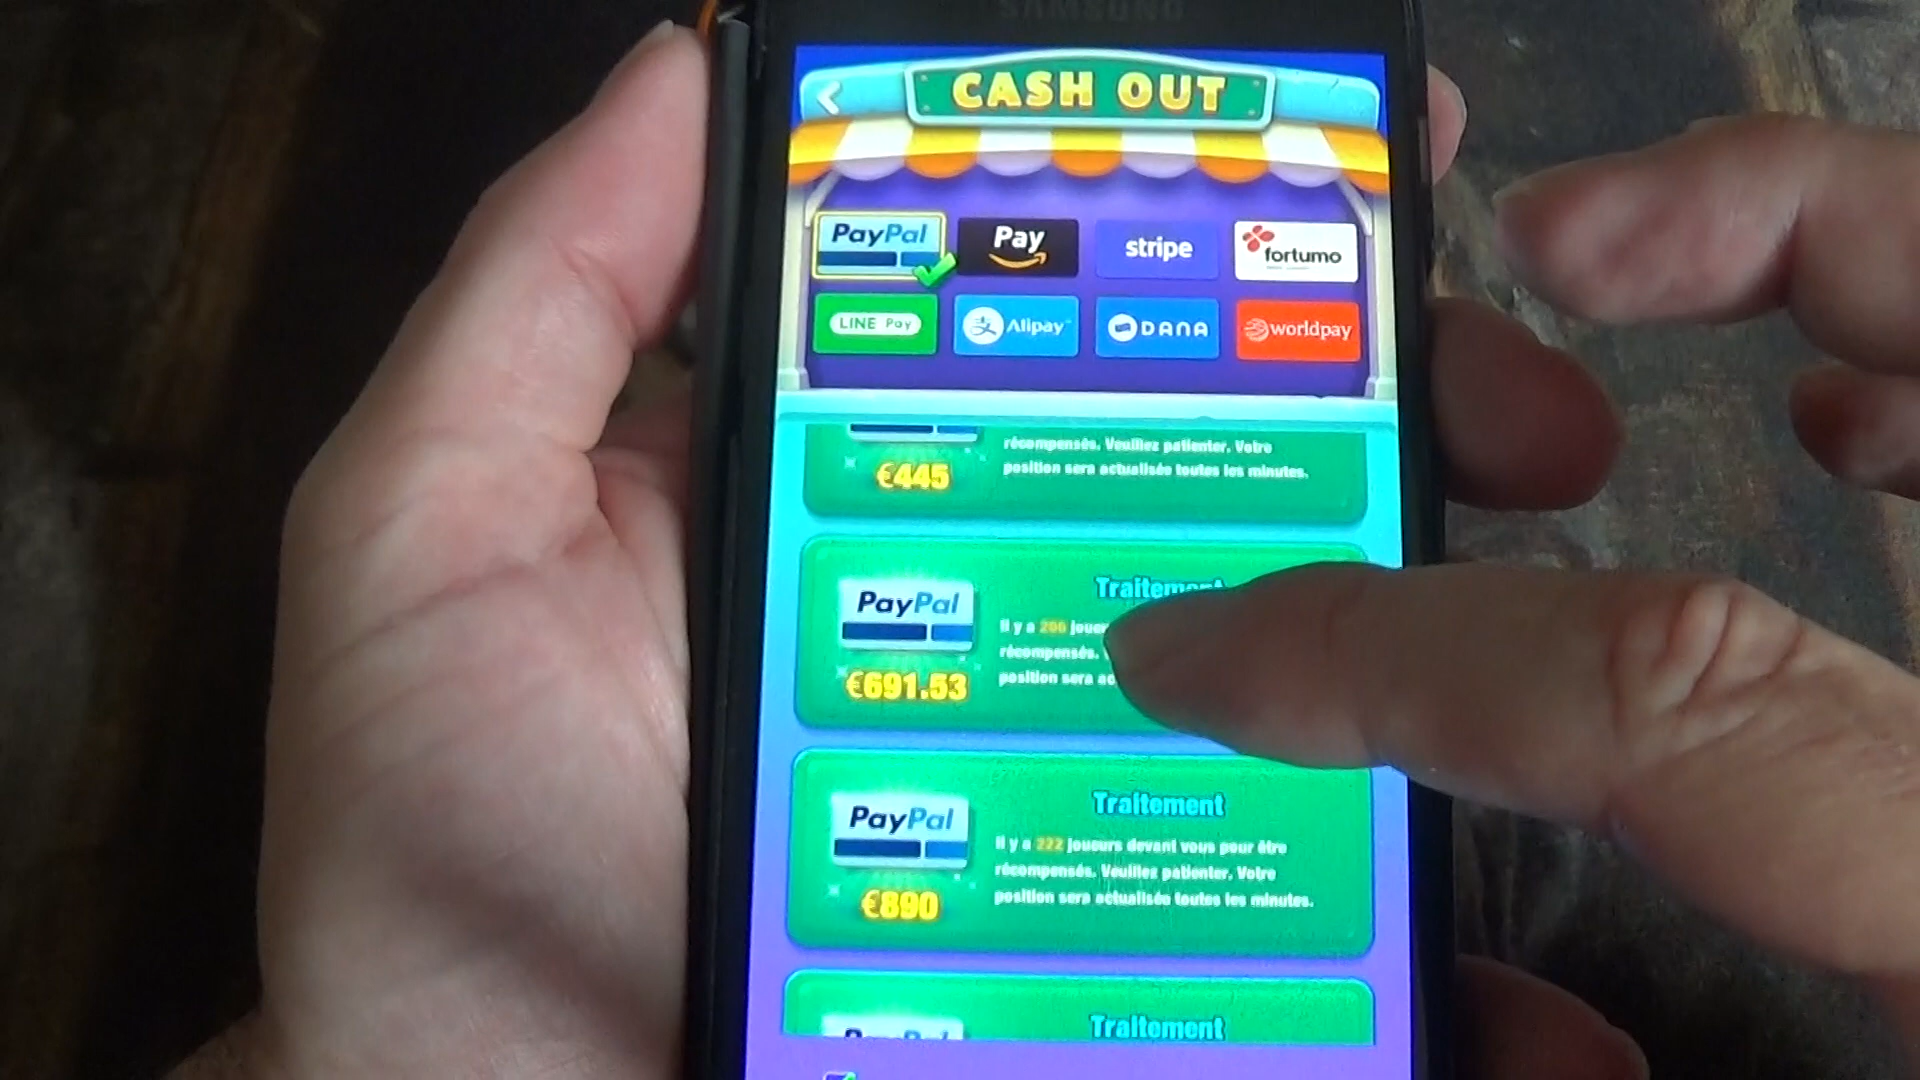 SAMSUNG
CASH OUT
PayPal
Pay
stripe
fortumo
LINE Pay
Alipay
DANA
worldpay
€445
récompensés. Veuillez patienter. Votre
position sera actualisée toutes les minutes.
PayPal
€691.53
Traitement
Il y a 206
récompensés.
position sera
PayPal
€890
Traitement
Il y a 222 joueurs devant vous pour être
récompensés. Veuillez patienter. Votre
position sera actualisée toutes les minutes.
PayPal
Traitement